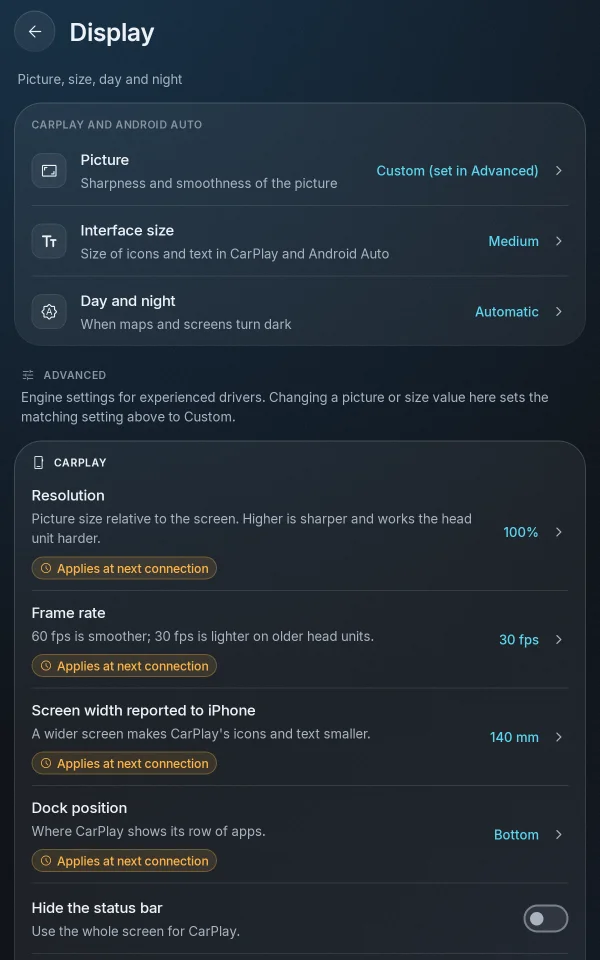 Display
Picture, size, day and night
CARPLAY AND ANDROID AUTO
Picture
Sharpness and smoothness of the picture
Custom (set in Advanced)
Interface size
Size of icons and text in CarPlay and Android Auto
Medium
Day and night
When maps and screens turn dark
Automatic
ADVANCED
Engine settings for experienced drivers. Changing a picture or size value here sets the
matching setting above to Custom.
CARPLAY
Resolution
Picture size relative to the screen. Higher is sharper and works the head
unit harder.
100%
Applies at next connection
Frame rate
60 fps is smoother; 30 fps is lighter on older head units.
30 fps
Applies at next connection
Screen width reported to iPhone
A wider screen makes CarPlay's icons and text smaller.
140 mm
Applies at next connection
Dock position
Where CarPlay shows its row of apps.
Bottom
Applies at next connection
Hide the status bar
Use the whole screen for CarPlay.